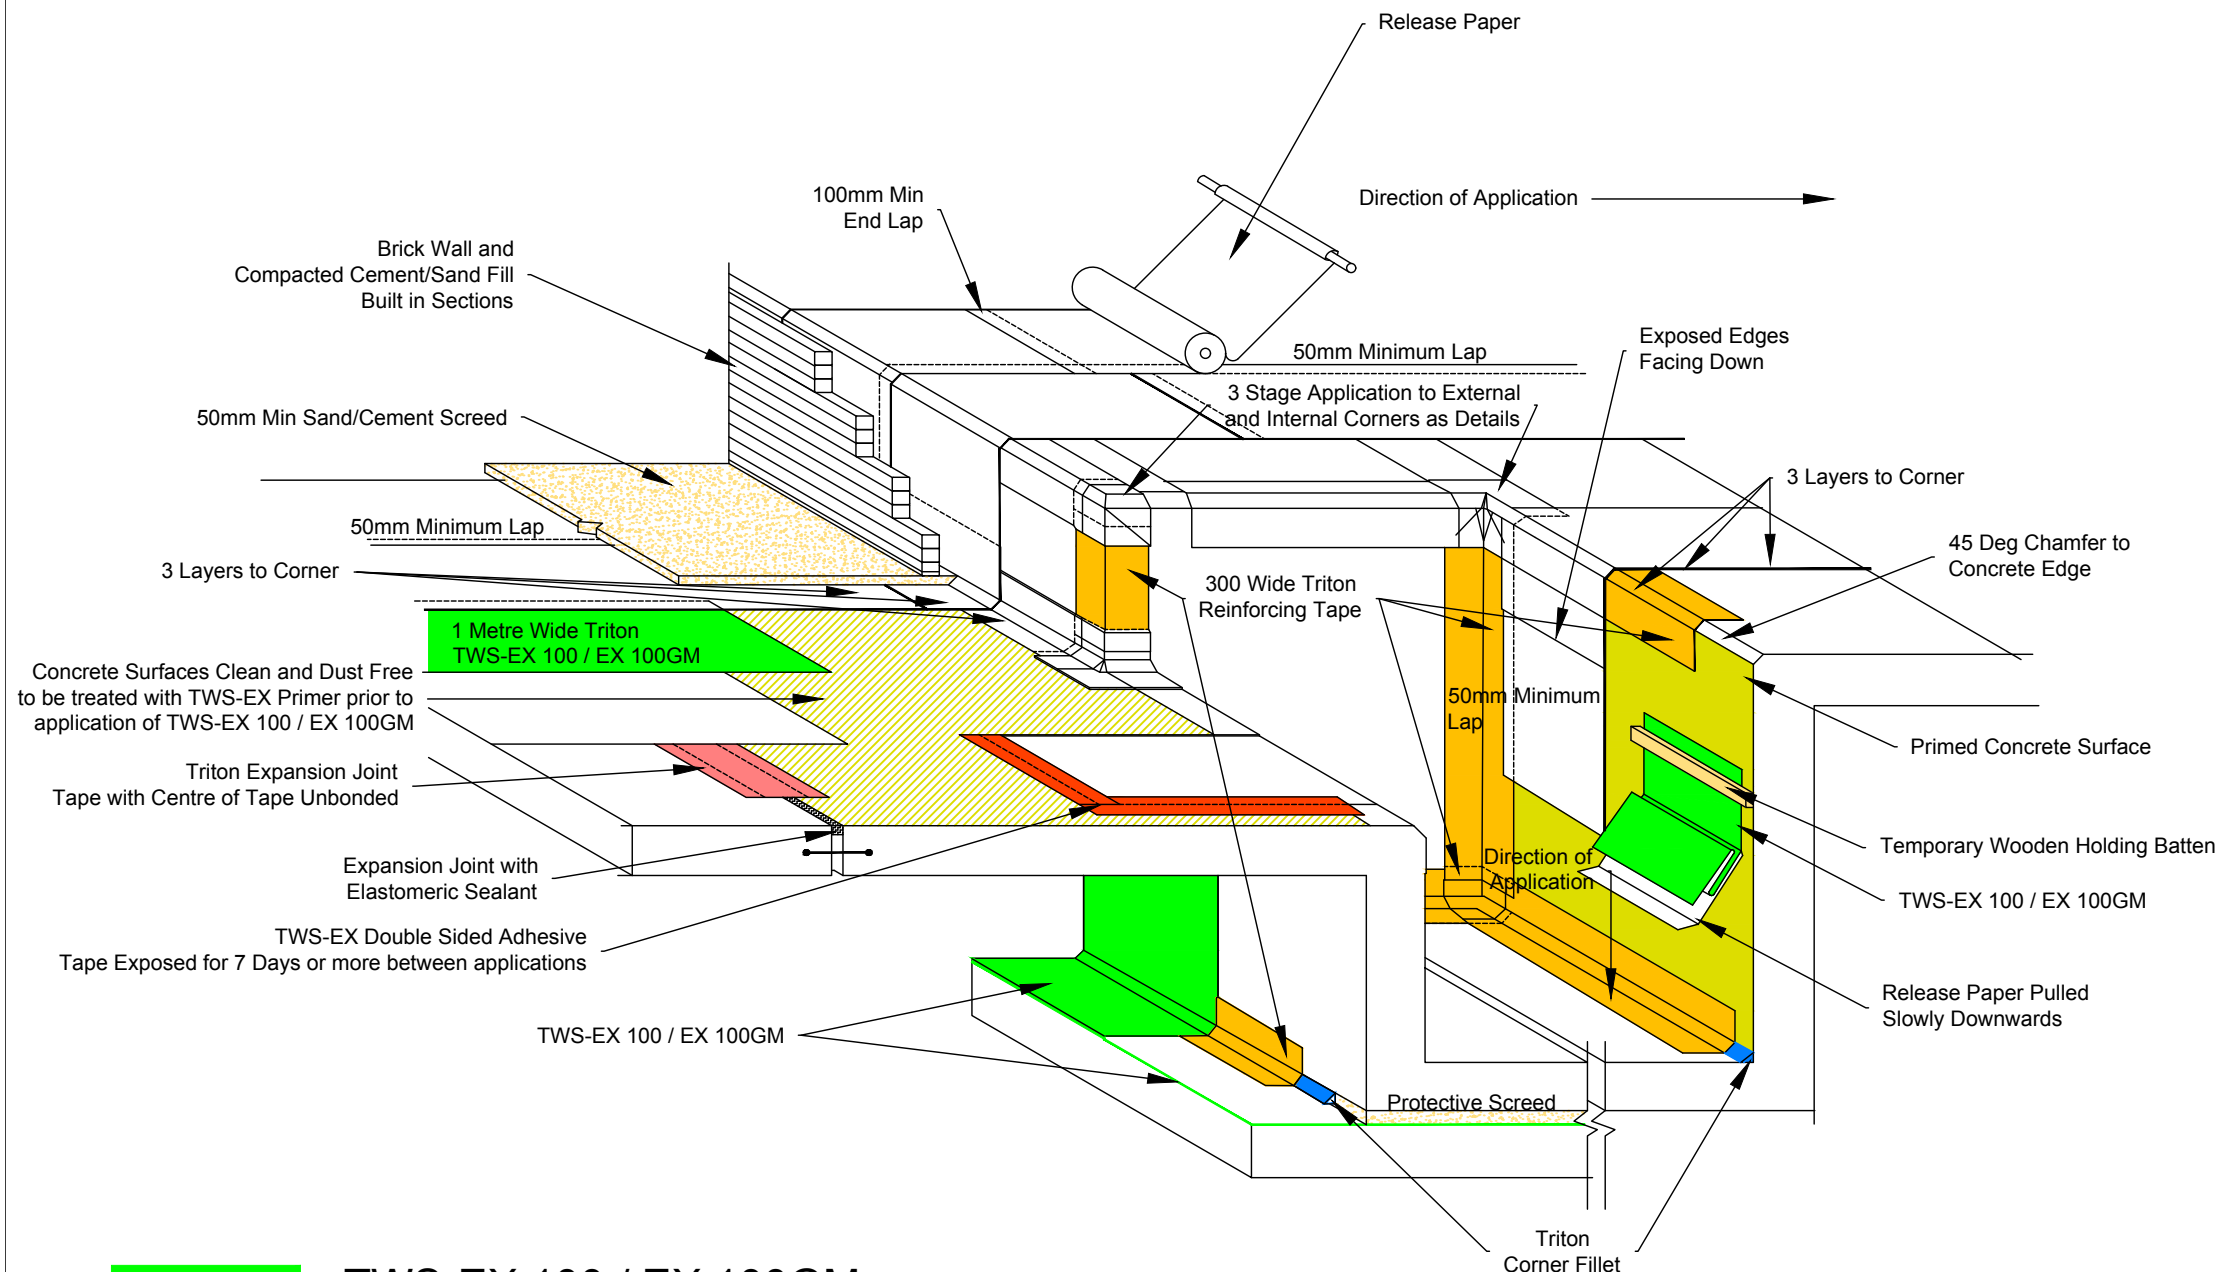 Release Paper
Direction of Application
100mm Min
End Lap
Brick Wall and
Compacted Cement/Sand Fill
Built in Sections
Exposed Edges
Facing Down
50mm Minimum Lap
3 Stage Application to External
and Internal Corners as Details
50mm Min Sand/Cement Screed
3 Layers to Corner
50mm Minimum Lap
45 Deg Chamfer to
Concrete Edge
3 Layers to Corner
300 Wide Triton
Reinforcing Tape
1 Metre Wide Triton
TWS-EX 100 / EX 100GM
Concrete Surfaces Clean and Dust Free
to be treated with TWS-EX Primer prior to
application of TWS-EX 100 / EX 100GM
50mm Minimum
Lap
Primed Concrete Surface
Triton Expansion Joint
Tape with Centre of Tape Unbonded
Temporary Wooden Holding Batten
Direction of
Application
Expansion Joint with
Elastomeric Sealant
TWS-EX 100 / EX 100GM
TWS-EX Double Sided Adhesive
Tape Exposed for 7 Days or more between applications
Release Paper Pulled
Slowly Downwards
TWS-EX 100 / EX 100GM
Protective Screed
Triton
Corner Fillet
TWS-EX 100 / EX 100GM